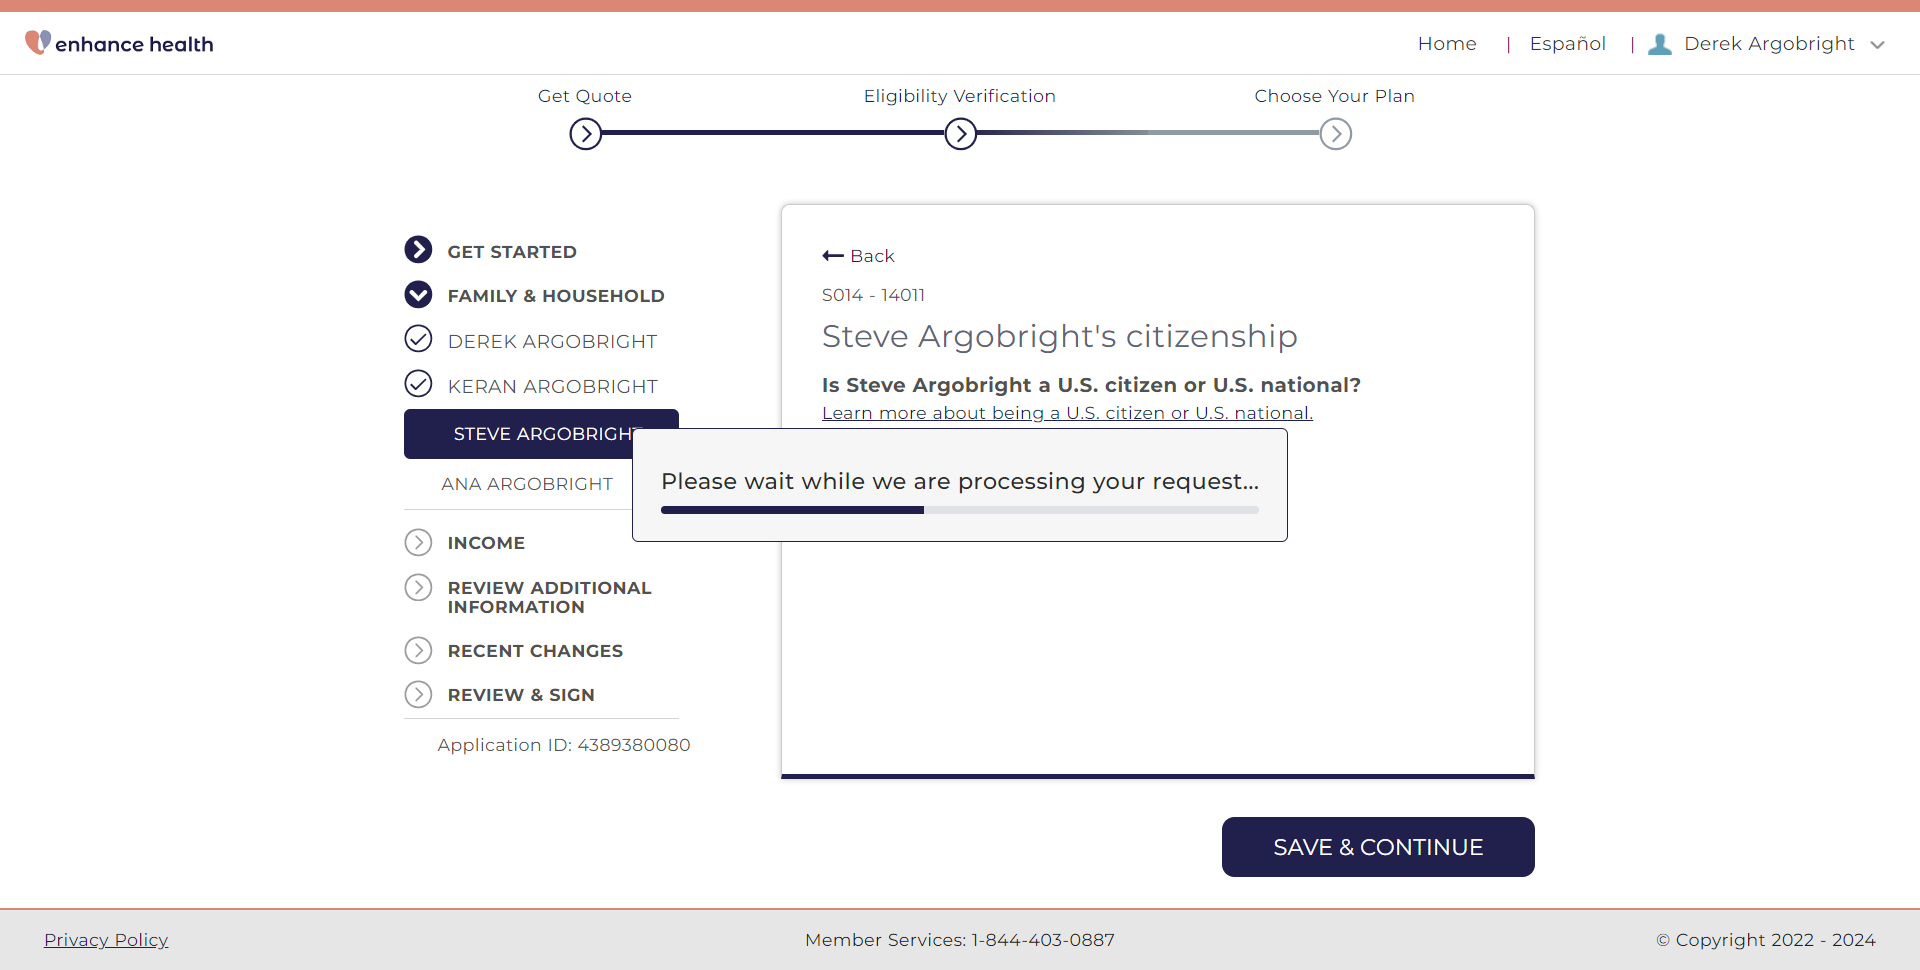 enhance health
Home | Español | Derek Argobright
Get Quote
Eligibility Verification
Choose Your Plan
GET STARTED
FAMILY & HOUSEHOLD
DEREK ARGOBRIGHT
KERAN ARGOBRIGHT
STEVE ARGOBRIGHT
ANA ARGOBRIGHT
INCOME
REVIEW ADDITIONAL
INFORMATION
RECENT CHANGES
REVIEW & SIGN
Application ID: 4389380080
Back
S014 - 14011
Steve Argobright's citizenship
Is Steve Argobright a U.S. citizen or U.S. national?
Learn more about being a U.S. citizen or U.S. national.
Please wait while we are processing your request...
SAVE & CONTINUE
Privacy Policy
Member Services: 1-844-403-0887
© Copyright 2022 - 2024